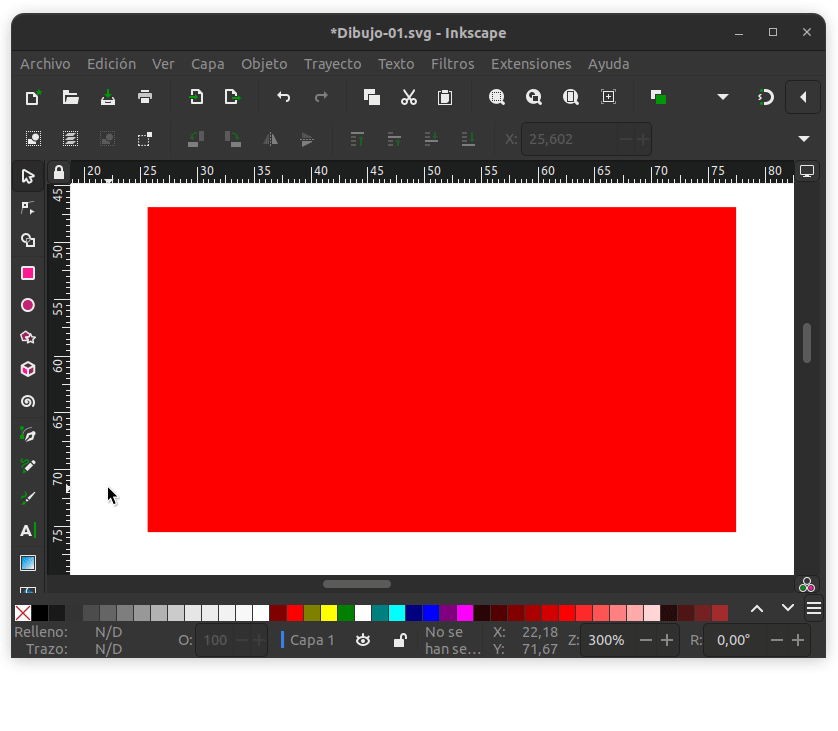 *Dibujo-01.svg - Inkscape
Archivo Edición Ver Capa Objeto Trayecto Texto Filtros Extensiones Ayuda
X: 25,602
20 25 30 35 40 45 50 55 60 65 70 75 80
45
50
55
60
65
70
75
A
Relleno: N/D O: 100 Capa 1 No se X: 22,18 Z: 300% R: 0,00°
Trazo: N/D han se... Y: 71,67